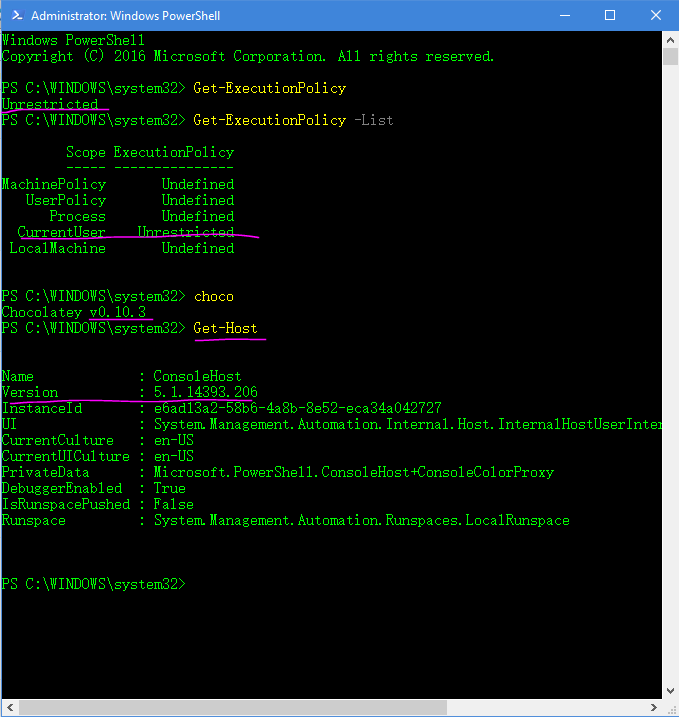 Administrator: Windows PowerShell
Windows PowerShell
Copyright (C) 2016 Microsoft Corporation. All rights reserved.
PS C:\WINDOWS\system32> Get-ExecutionPolicy
Unrestricted
PS C:\WINDOWS\system32> Get-ExecutionPolicy -List
Scope ExecutionPolicy
----- ---------------
MachinePolicy Undefined
UserPolicy Undefined
Process Undefined
CurrentUser Unrestricted
LocalMachine Undefined
PS C:\WINDOWS\system32> choco
Chocolatey v0.10.3
PS C:\WINDOWS\system32> Get-Host
Name : ConsoleHost
Version : 5.1.14393.206
InstanceId : e6ad13a2-58b6-4a8b-8e52-eca34a042727
UI : System.Management.Automation.Internal.Host.InternalHostUserInter
CurrentCulture : en-US
CurrentUICulture : en-US
PrivateData : Microsoft.PowerShell.ConsoleHost+ConsoleColorProxy
DebuggerEnabled : True
IsRunspacePushed : False
Runspace : System.Management.Automation.Runspaces.LocalRunspace
PS C:\WINDOWS\system32>